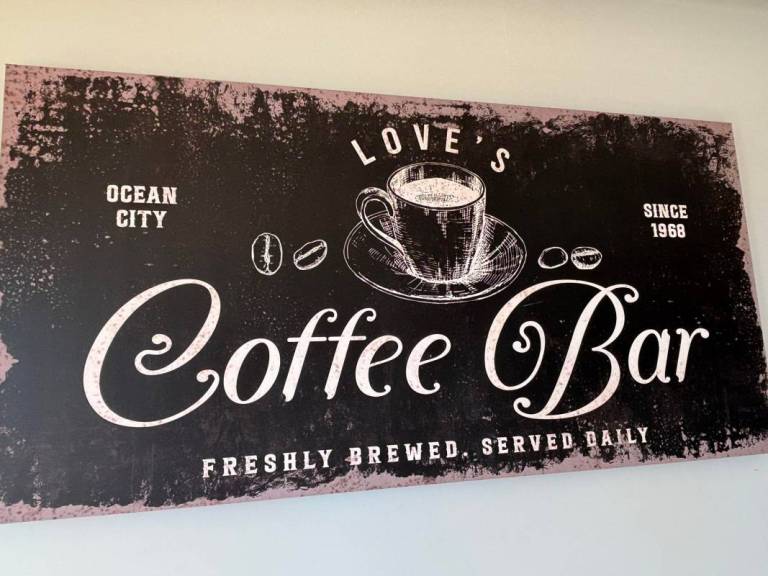 LOVE'S
OCEAN
CITY
SINCE
1968
Coffee Bar
FRESHLY BREWED. SERVED DAILY